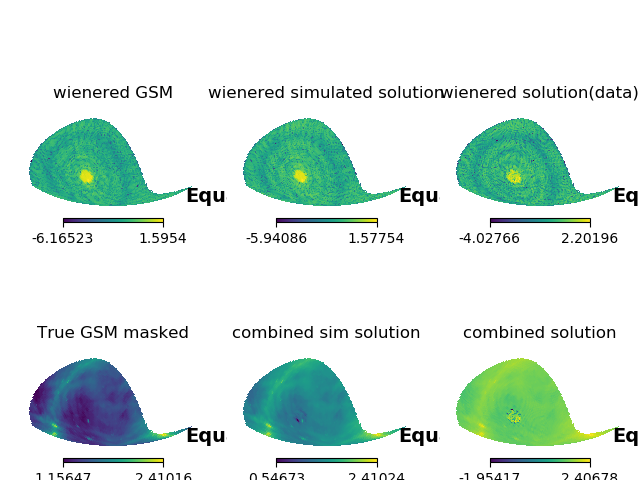 wienered GSM
wienered simulated solution
wienered solution(data)
Equ
Equ
Eq
-6.16523 1.5954
-5.94086 1.57754
-4.02766 2.20196
True GSM masked
combined sim solution
combined solution
Equ
Equ
Eq
1.15647 2.41016
0.54673 2.41024
-1.95417 2.40678